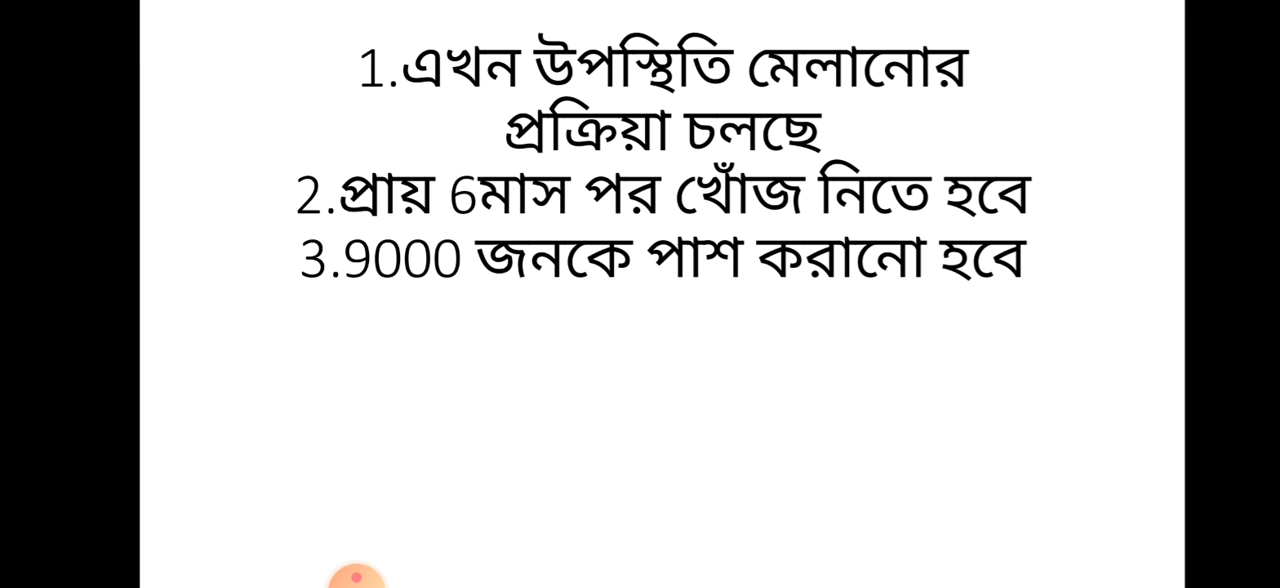 1.এখন উপস্থিতি মেলানোর
প্রক্রিয়া চলছে
2.প্রায় 6মাস পর খোঁজ নিতে হবে
3.9000 জনকে পাশ করানো হবে